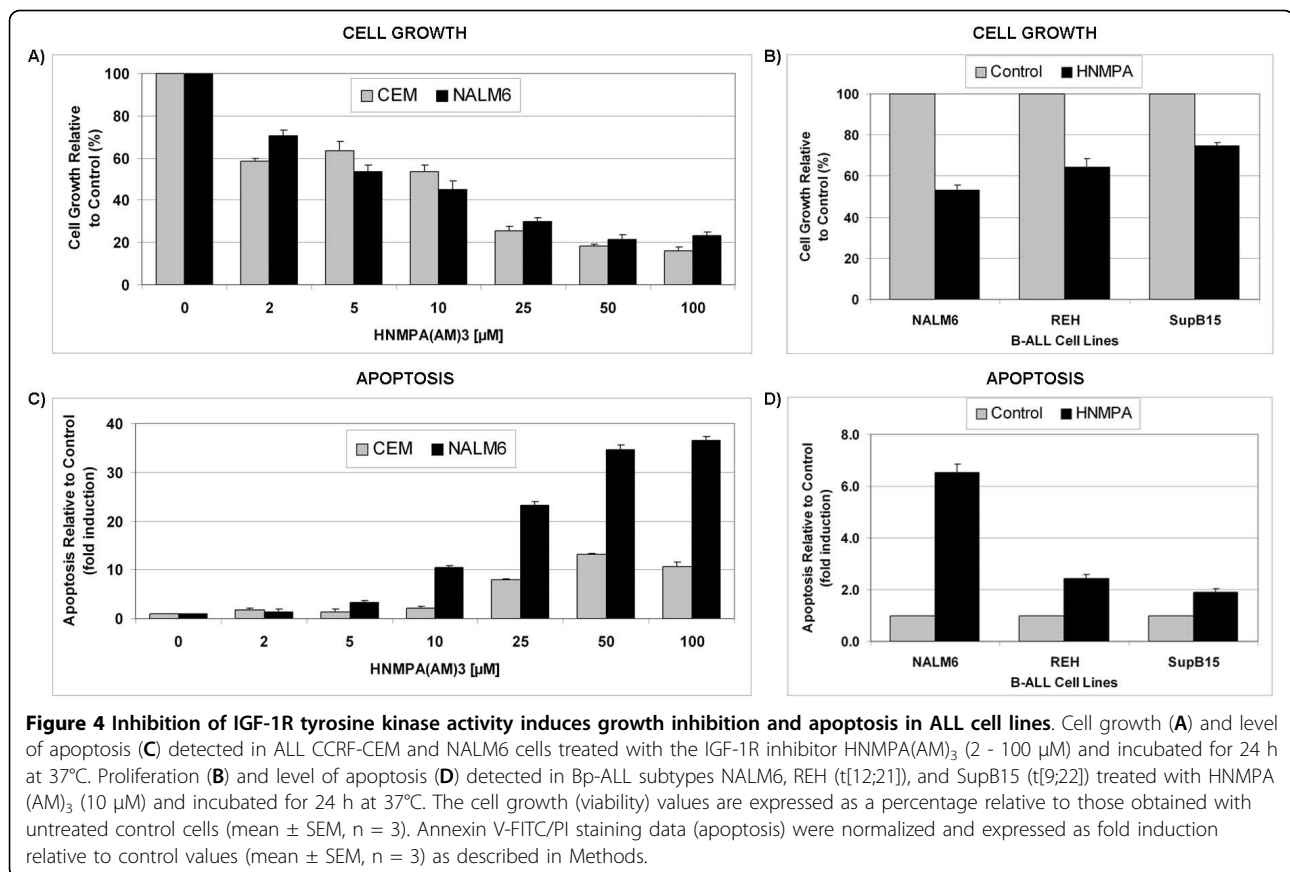 CELL GROWTH
A)
100
80
60
40
20
0
Cell Growth Relative
to Control (%)
CEM NALM6
0 2 5 10 25 50 100
HNMPA(AM)3 [µM]
CELL GROWTH
B)
Control HNMPA
100
80
60
40
20
0
Cell Growth Relative
to Control (%)
NALM6 REH SupB15
B-ALL Cell Lines
APOPTOSIS
C)
40
30
20
10
0
Apoptosis Relative to Control
(fold induction)
CEM NALM6
0 2 5 10 25 50 100
HNMPA(AM)3 [µM]
APOPTOSIS
D)
Control HNMPA
8.0
6.0
4.0
2.0
0.0
Apoptosis Relative to Control
(fold induction)
NALM6 REH SupB15
B-ALL Cell Lines
Figure 4 Inhibition of IGF-1R tyrosine kinase activity induces growth inhibition and apoptosis in ALL cell lines. Cell growth (A) and level
of apoptosis (C) detected in ALL CCRF-CEM and NALM6 cells treated with the IGF-1R inhibitor HNMPA(AM)₃ (2 - 100 μM) and incubated for 24 h
at 37°C. Proliferation (B) and level of apoptosis (D) detected in Bp-ALL subtypes NALM6, REH (t[12;21]), and SupB15 (t[9;22]) treated with HNMPA
(AM)₃ (10 μM) and incubated for 24 h at 37°C. The cell growth (viability) values are expressed as a percentage relative to those obtained with
untreated control cells (mean ± SEM, n = 3). Annexin V-FITC/PI staining data (apoptosis) were normalized and expressed as fold induction
relative to control values (mean ± SEM, n = 3) as described in Methods.